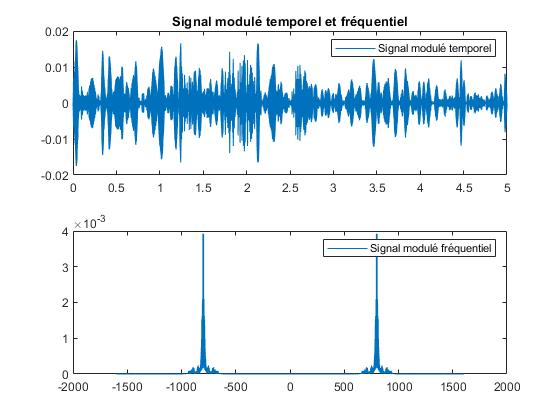 Signal modulé temporel et fréquentiel
0.02
0.01
0
-0.01
-0.02
Signal modulé temporel
0 0.5 1 1.5 2 2.5 3 3.5 4 4.5 5
×10-3
4
3
2
1
0
Signal modulé fréquentiel
-2000 -1500 -1000 -500 0 500 1000 1500 2000